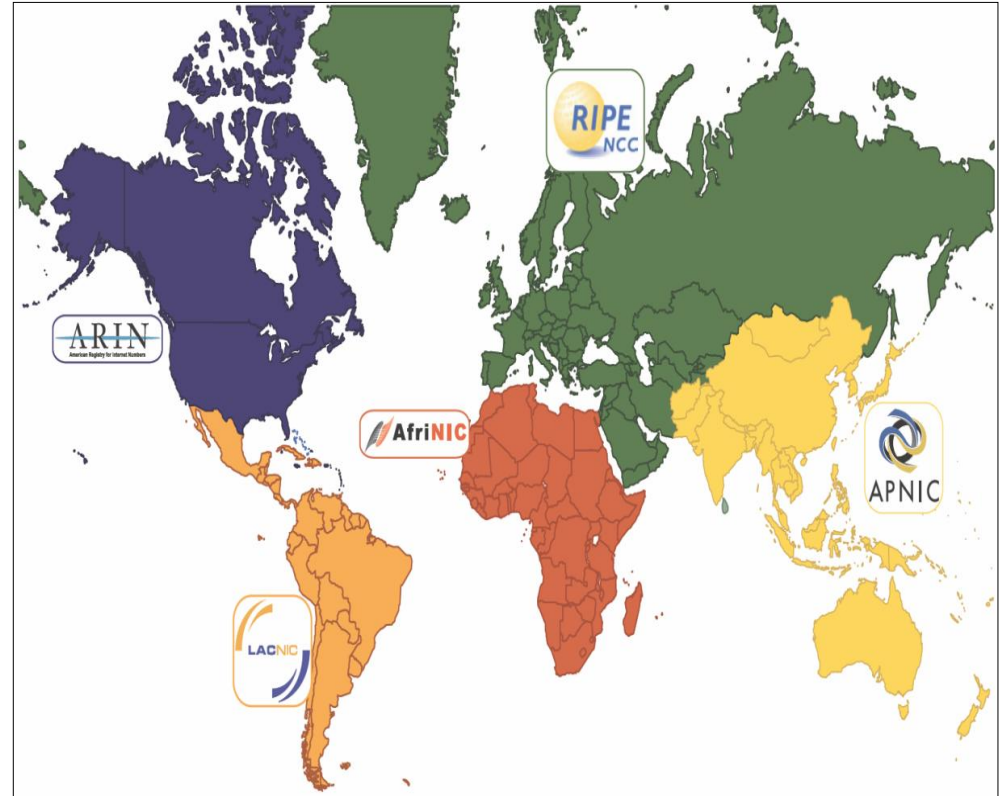 RIPE
NCC
ARIN
American Registry for Internet Numbers
AfriNIC
APNIC
LACNIC